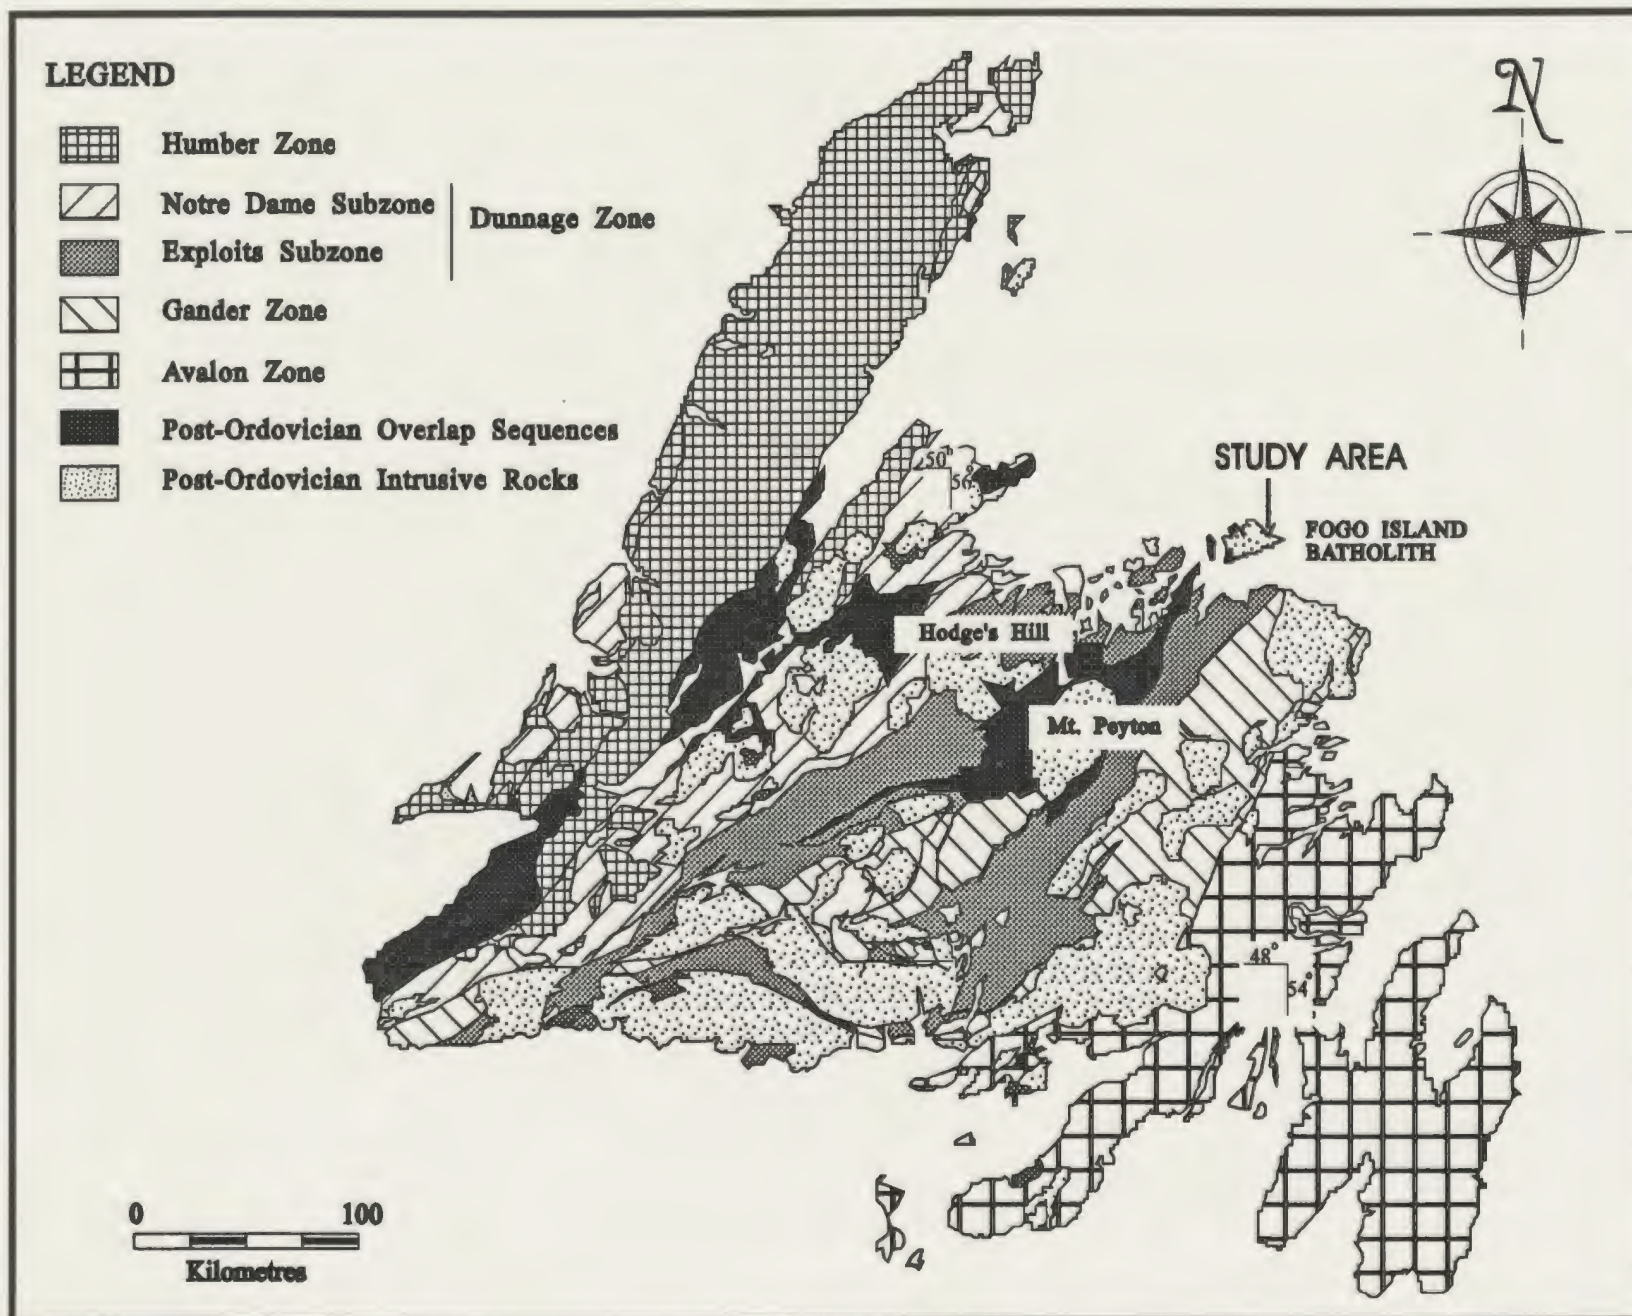 LEGEND
Humber Zone
Notre Dame Subzone
Dunnage Zone
Exploits Subzone
Gander Zone
Avalon Zone
Post-Ordovician Overlap Sequences
Post-Ordovician Intrusive Rocks
N
STUDY AREA
FOGO ISLAND
BATHOLITH
50°
56°
Hodge's Hill
Mt. Peyton
48°
54°
0 100
Kilometres